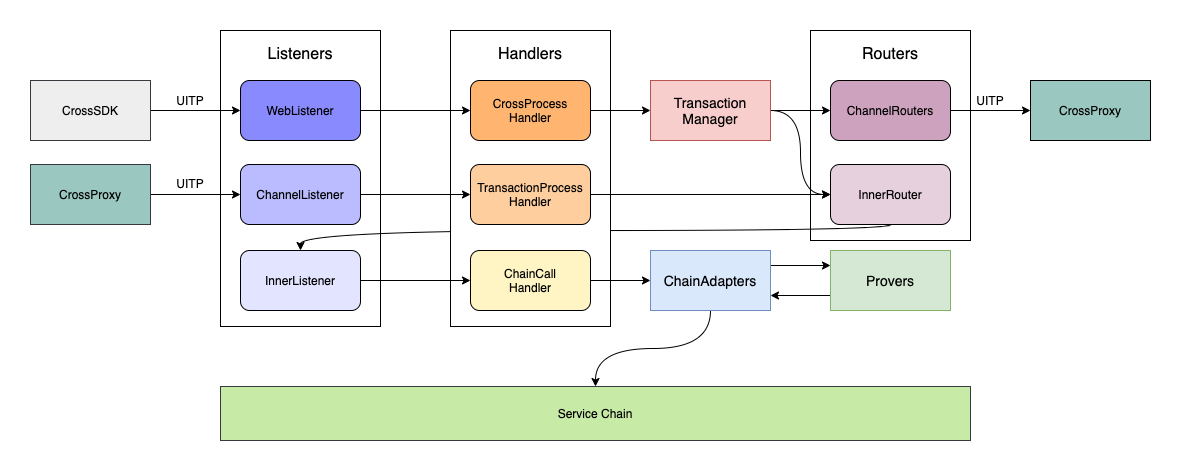 Listeners
Handlers
Routers
CrossSDK
UITP
WebListener
CrossProcess
Handler
Transaction
Manager
ChannelRouters
UITP
CrossProxy
CrossProxy
UITP
ChannelListener
TransactionProcess
Handler
InnerRouter
InnerListener
ChainCall
Handler
ChainAdapters
Provers
Service Chain